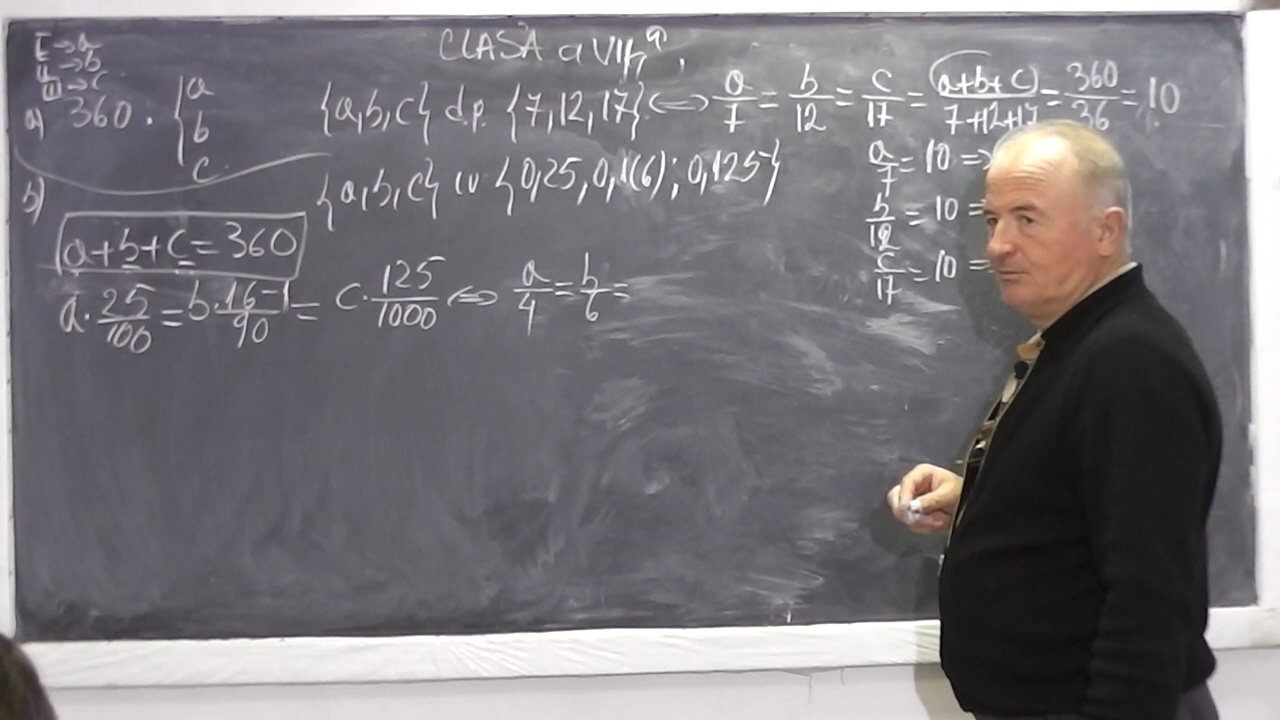 CLASA a VII a
I → a
II → b
III → c
a) 360 · { a b c
{a,b,c} d.p. {7,12,17} <=> a/7 = b/12 = c/17 = (a+b+c)/7+12+17 = 360/36 = 10
a/7 = 10 =>
b/12 = 10 =
c/17 = 10 =
b) {a,b,c} cu {0,25, 0,1(6); 0,125}
a+b+c = 360
a · 25/100 = b · 16-1/90 = c · 125/1000 <=> a/4 = b/6 =